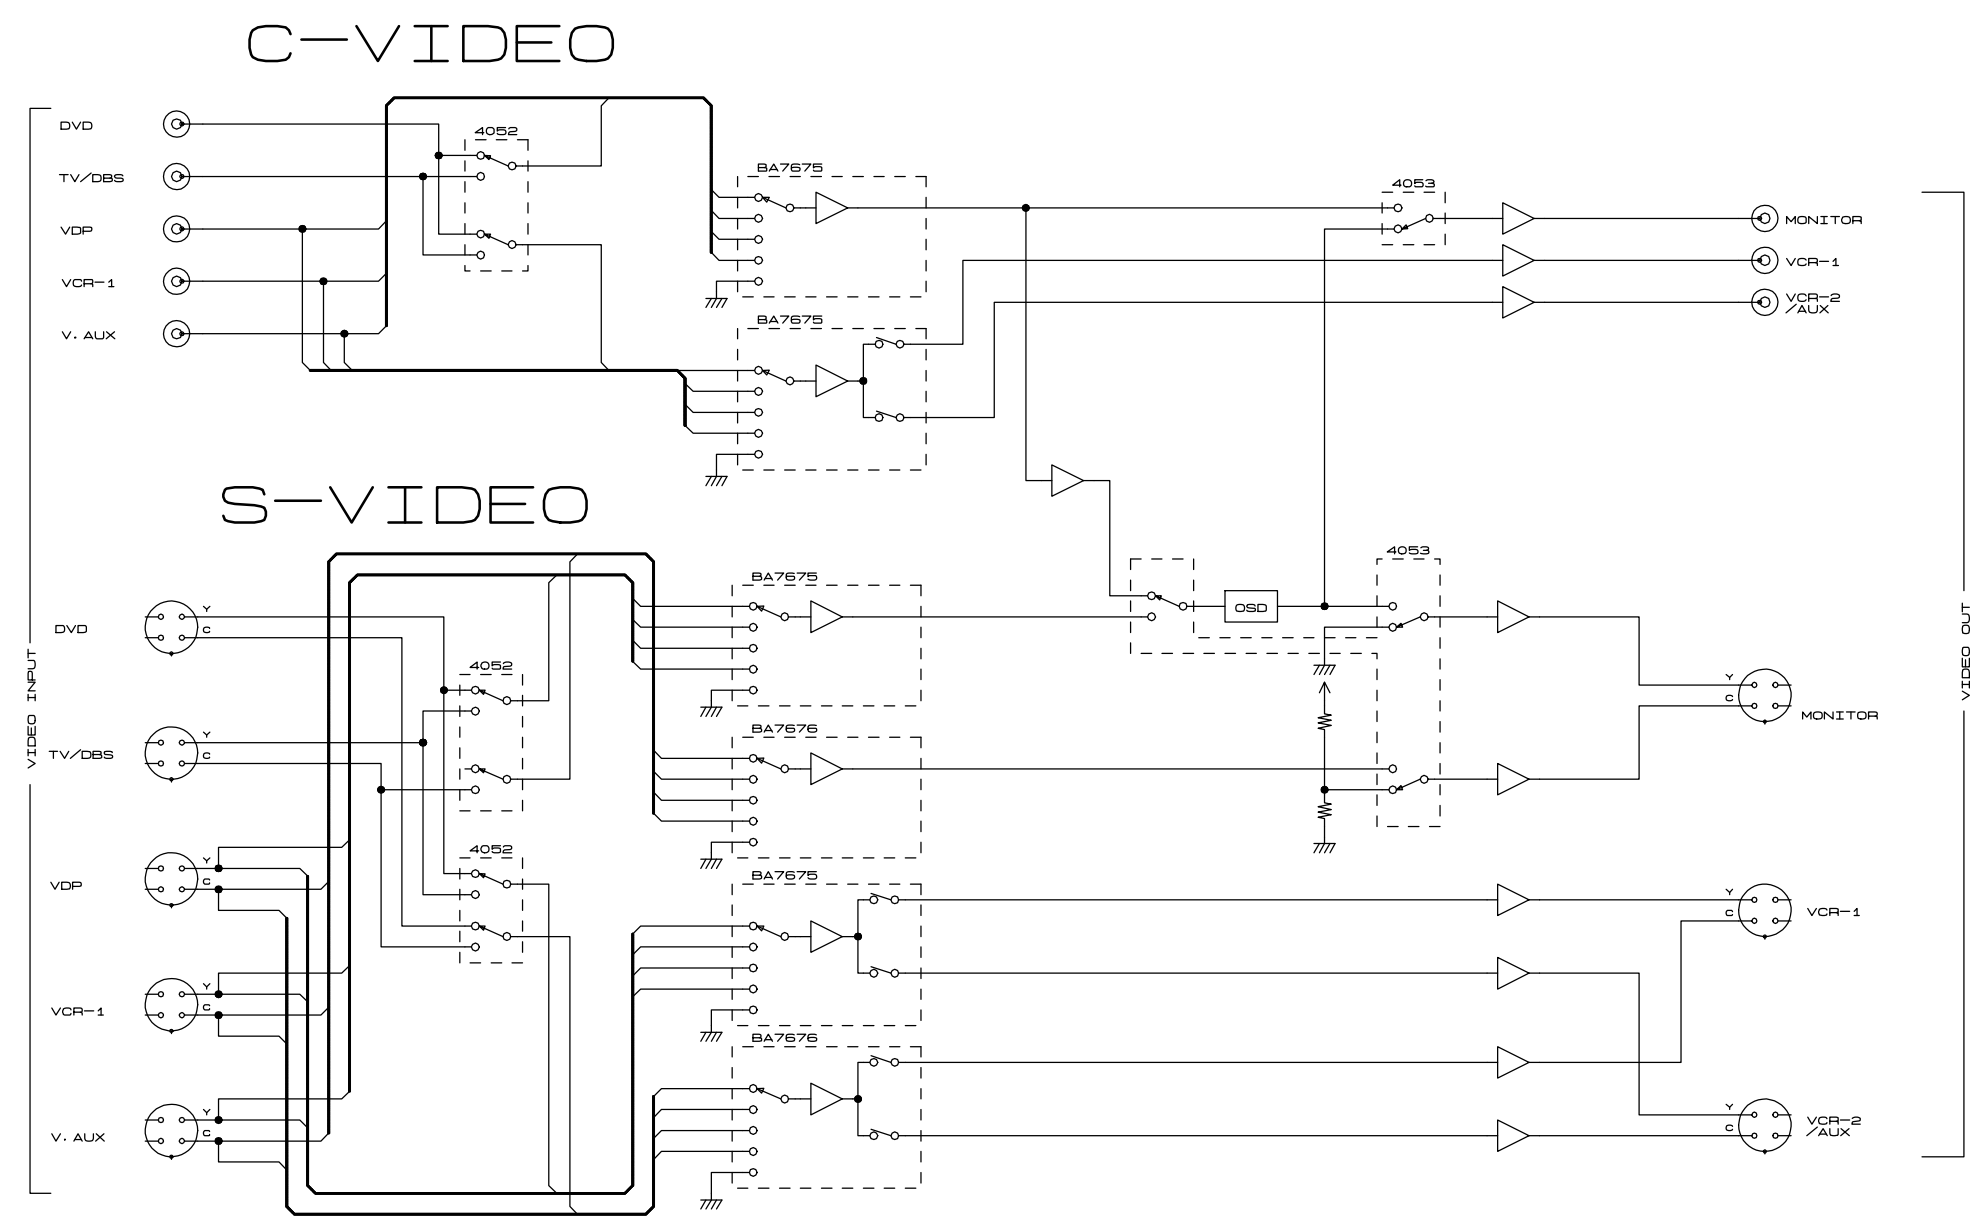 C-VIDEO
DVD
TV/DBS
VDP
VCR-1
V. AUX
4052
BA7675
BA7675
4053
MONITOR
VCR-1
VCR-2
/AUX
S-VIDEO
VIDEO INPUT
DVD
Y
C
TV/DBS
Y
C
VDP
Y
C
VCR-1
Y
C
V. AUX
Y
C
4052
4052
BA7675
BA7676
BA7675
BA7676
OSD
4053
Y
C
MONITOR
Y
C
VCR-1
Y
C
VCR-2
/AUX
VIDEO OUT